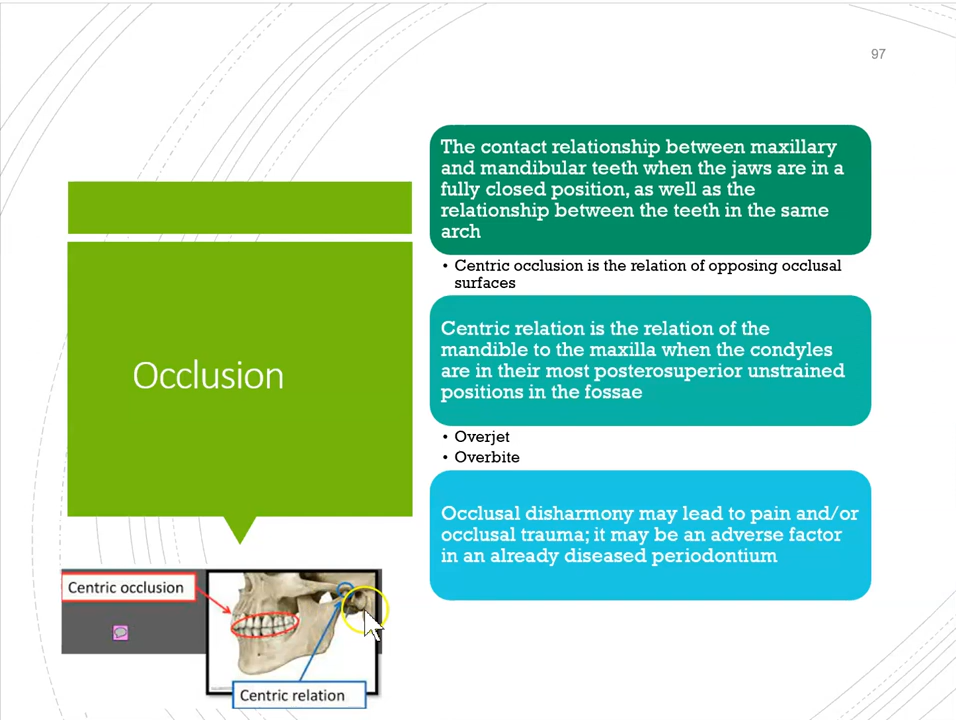 97
Occlusion
The contact relationship between maxillary
and mandibular teeth when the jaws are in a
fully closed position, as well as the
relationship between the teeth in the same
arch
• Centric occlusion is the relation of opposing occlusal
surfaces
Centric relation is the relation of the
mandible to the maxilla when the condyles
are in their most posterosuperior unstrained
positions in the fossae
• Overjet
• Overbite
Occlusal disharmony may lead to pain and/or
occlusal trauma; it may be an adverse factor
in an already diseased periodontium
Centric occlusion
Centric relation